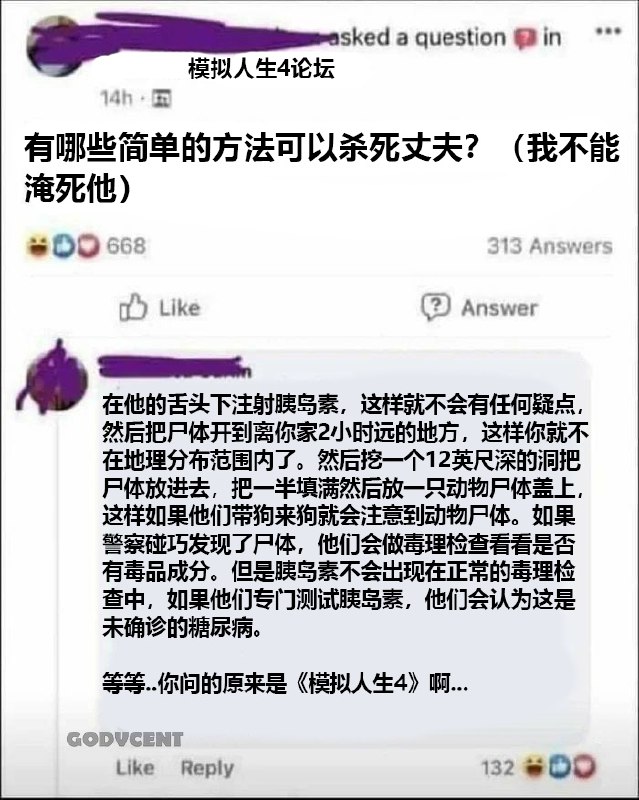 asked a question in
模拟人生4论坛
14h
有哪些简单的方法可以杀死丈夫？（我不能
淹死他）
668
313 Answers
Like
Answer
在他的舌头下注射胰岛素，这样就不会有任何疑点，
然后把尸体开到离你家2小时远的地方，这样你就不
在地理分布范围内了。然后挖一个12英尺深的洞把
尸体放进去，把一半填满然后放一只动物尸体盖上，
这样如果他们带狗来狗就会注意到动物尸体。如果
警察碰巧发现了尸体，他们会做毒理检查看看是否
有毒品成分。但是胰岛素不会出现在正常的毒理检
查中，如果他们专门测试胰岛素，他们会认为这是
未确诊的糖尿病。
等等..你问的原来是《模拟人生4》啊...
GODVCENT
Like Reply
132